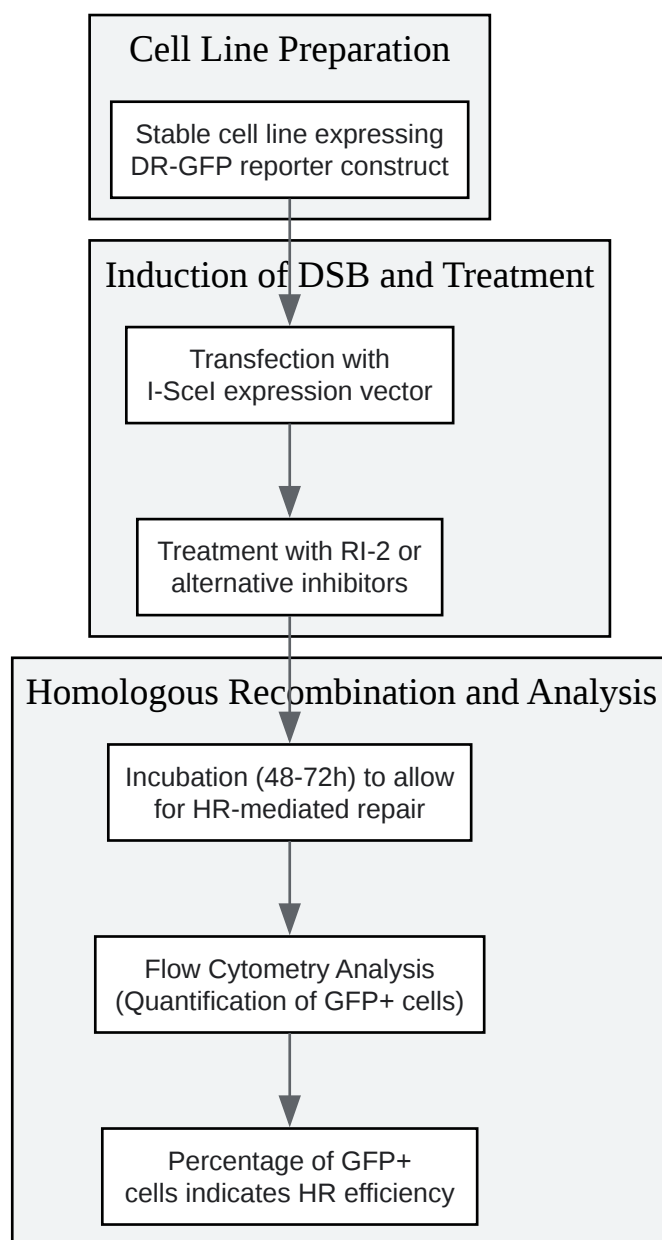 Cell Line Preparation
Stable cell line expressing
DR-GFP reporter construct
Induction of DSB and Treatment
Transfection with
I-SceI expression vector
Treatment with RI-2 or
alternative inhibitors
Homologous Recombination and Analysis
Incubation (48-72h) to allow
for HR-mediated repair
Flow Cytometry Analysis
(Quantification of GFP+ cells)
Percentage of GFP+
cells indicates HR efficiency